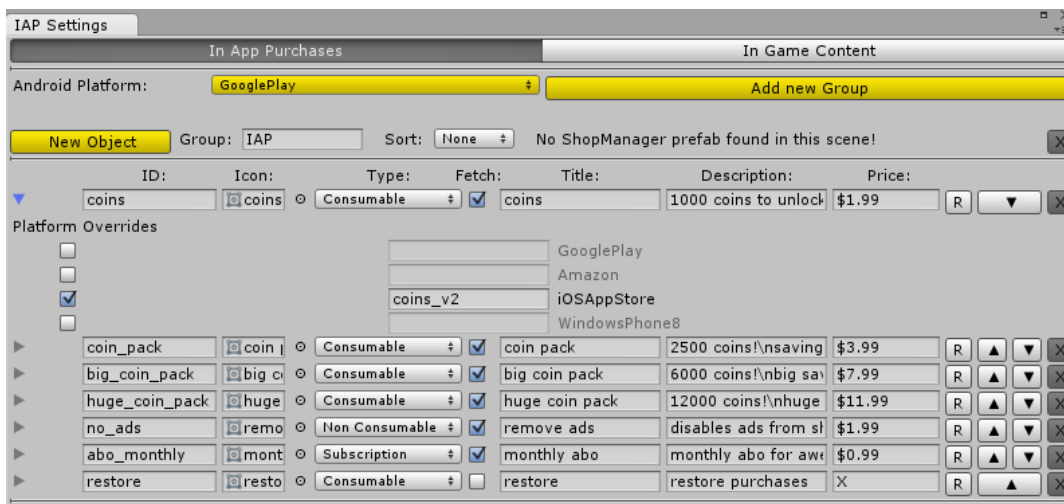 IAP Settings
In App Purchases In Game Content
Android Platform: GooglePlay Add new Group
New Object Group: IAP Sort: None No ShopManager prefab found in this scene! X
ID: Icon: Type: Fetch: Title: Description: Price:
coins coins Consumable coins 1000 coins to unlock $1.99 R X
Platform Overrides
GooglePlay
Amazon
coins_v2 iOSAppStore
WindowsPhone8
coin_pack coin Consumable coin pack 2500 coins!\nsaving $3.99 R X
big_coin_pack big Consumable big coin pack 6000 coins!\nbig $7.99 R X
huge_coin_pack huge Consumable huge coin pack 12000 coins!\nhuge $11.99 R X
no_ads remo Non Consumable remove ads disables ads from $1.99 R X
abo_monthly mont Subscription monthly abo monthly abo for $0.99 R X
restore resto Consumable restore restore purchases X R X